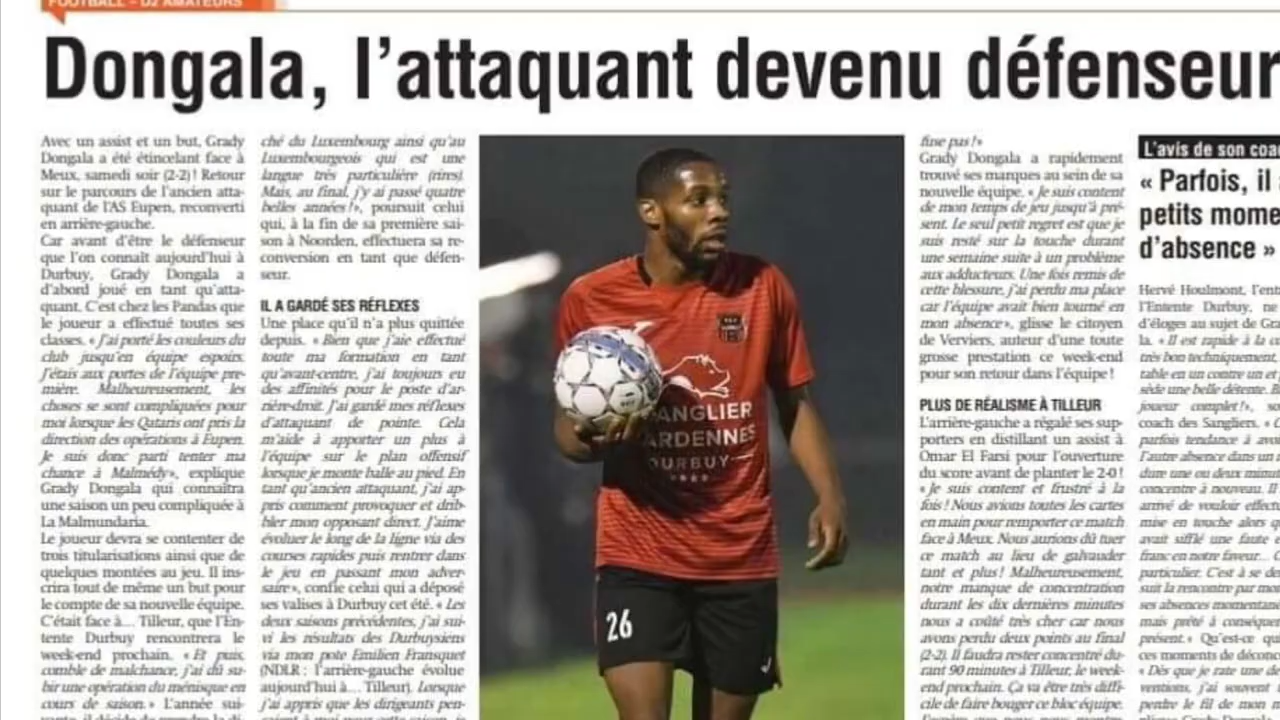 FOOTBALL – D2 AMATEURS
Dongala, l'attaquant devenu défenseur
Avec un assist et un but, Grady
Dongala a été étincelant face à
Meux, samedi soir (2-2)! Retour
sur le parcours de l'ancien atta-
quant de l'AS Eupen, reconverti
en arrière-gauche.
Car avant d'être le défenseur
que l'on connaît aujourd'hui à
Durbuy, Grady Dongala a
d'abord joué en tant qu'atta-
quant. C'est chez les Pandas que
le joueur a effectué toutes ses
classes. « J'ai porté les couleurs du
club jusqu'en équipe espoirs.
J'étais aux portes de l'équipe pre-
mière. Malheureusement, les
choses se sont compliquées pour
moi lorsque les Qataris ont pris la
direction des opérations à Eupen.
Je suis donc parti tenter ma
chance à Malmédy», explique
Grady Dongala qui connaîtra
une saison un peu compliquée à
La Malmundaria.
Le joueur devra se contenter de
trois titularisations ainsi que de
quelques montées au jeu. Il ins-
crira tout de même un but pour
le compte de sa nouvelle équipe.
C'était face à… Tilleur, que l'En-
tente Durbuy rencontrera le
week-end prochain. « Et puis,
comble de malchance, j'ai dû su-
bir une opération du ménisque en
cours de saison. » L'année sui-
vante, il décide de prendre la di-
ché du Luxembourg ainsi qu'au
Luxembourgeois qui est une
langue très particulière (rires).
Mais, au final, j'y ai passé quatre
belles années!», poursuit celui
qui, à la fin de sa première sai-
son à Noorden, effectuera sa re-
conversion en tant que défen-
seur.
IL A GARDÉ SES RÉFLEXES
Une place qu'il n'a plus quittée
depuis. « Bien que j'aie effectué
toute ma formation en tant
qu'avant-centre, j'ai toujours eu
des affinités pour le poste d'ar-
rière-droit. J'ai gardé mes réflexes
d'attaquant de pointe. Cela
m'aide à apporter un plus à
l'équipe sur le plan offensif
lorsque je monte balle au pied. En
tant qu'ancien attaquant, j'ai ap-
pris comment provoquer et drib-
bler mon opposant direct. J'aime
évoluer le long de la ligne via des
courses rapides puis rentrer dans
le jeu en passant mon adver-
saire», confie celui qui a déposé
ses valises à Durbuy cet été. « Les
deux saisons précédentes, j'ai sui-
vi les résultats des Durbuysiens
via mon pote Emilien Fransquet
(NDLR : l'arrière-gauche évolue
aujourd'hui à… Tilleur). Lorsque
j'ai appris que les dirigeants pen-
saient à moi pour cette saison, je
ANGLIER
ARDENNES
DURBUY
26
fine pas!»
Grady Dongala a rapidement
trouvé ses marques au sein de sa
nouvelle équipe. « Je suis content
de mon temps de jeu jusqu'à pré-
sent. Le seul petit regret est que je
suis resté sur la touche durant
une semaine suite à un problème
aux adducteurs. Une fois remis de
cette blessure, j'ai perdu ma place
car l'équipe avait bien tourné en
mon absence», glisse le citoyen
de Verviers, auteur d'une toute
grosse prestation ce week-end
pour son retour dans l'équipe!
PLUS DE RÉALISME À TILLEUR
L'arrière-gauche a régalé ses sup-
porters en distillant un assist à
Omar El Farsi pour l'ouverture
du score avant de planter le 2-0!
« Je suis content et frustré à la
fois! Nous avions toutes les cartes
en main pour remporter ce match
face à Meux. Nous aurions dû tuer
ce match au lieu de galvauder
tant et plus! Malheureusement,
notre manque de concentration
durant les dix dernières minutes
nous a coûté très cher car nous
avons perdu deux points au final
(2-2). Il faudra rester concentré du-
rant 90 minutes à Tilleur, le week-
end prochain. Ça va être très diffi-
cile de faire bouger ce bloc équipe.
L'avis de son coa
« Parfois, il
petits mome
d'absence »
Hervé Houlmont, l'ent
l'Entente Durbuy, ne
d'éloges au sujet de Gra
la. « Il est rapide à la co
très bon techniquement,
table en un contre un et p
sède une belle détente.
joueur complet!», so
coach des Sangliers. «
parfois tendance à avo
l'autre absence dans un
dure une ou deux minut
concentre à nouveau. Il
arrivé de vouloir effect
mise en touche alors q
avait sifflé une faute e
franc en notre faveur…
particulier. C'est à se de
suit la rencontre par mo
ses absences momentan
mais prêté à conséque
présent. » Qu'est-ce qu
ces moments de déconc
« Dès que je rate une de
ventions, j'ai souvent
perdre le fil de mon